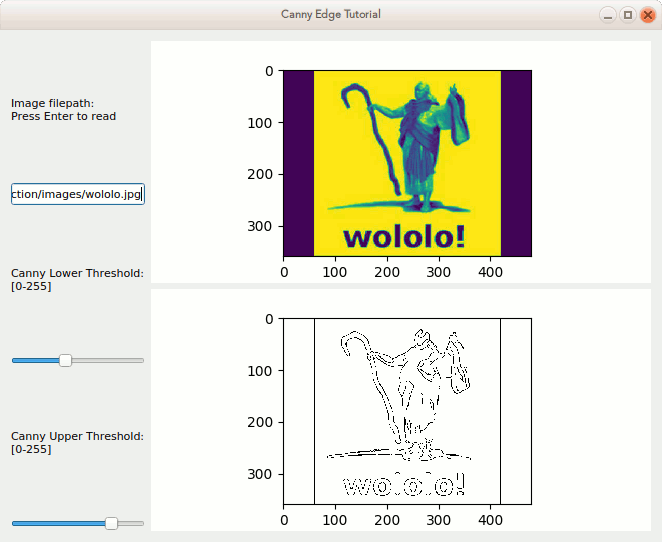 Canny Edge Tutorial
Image filepath:
Press Enter to read
ction/images/wololo.jpg
Canny Lower Threshold:
[0-255]
Canny Upper Threshold:
[0-255]
0
100
200
300
0 100 200 300 400
wololo!
0
100
200
300
0 100 200 300 400
wololo!